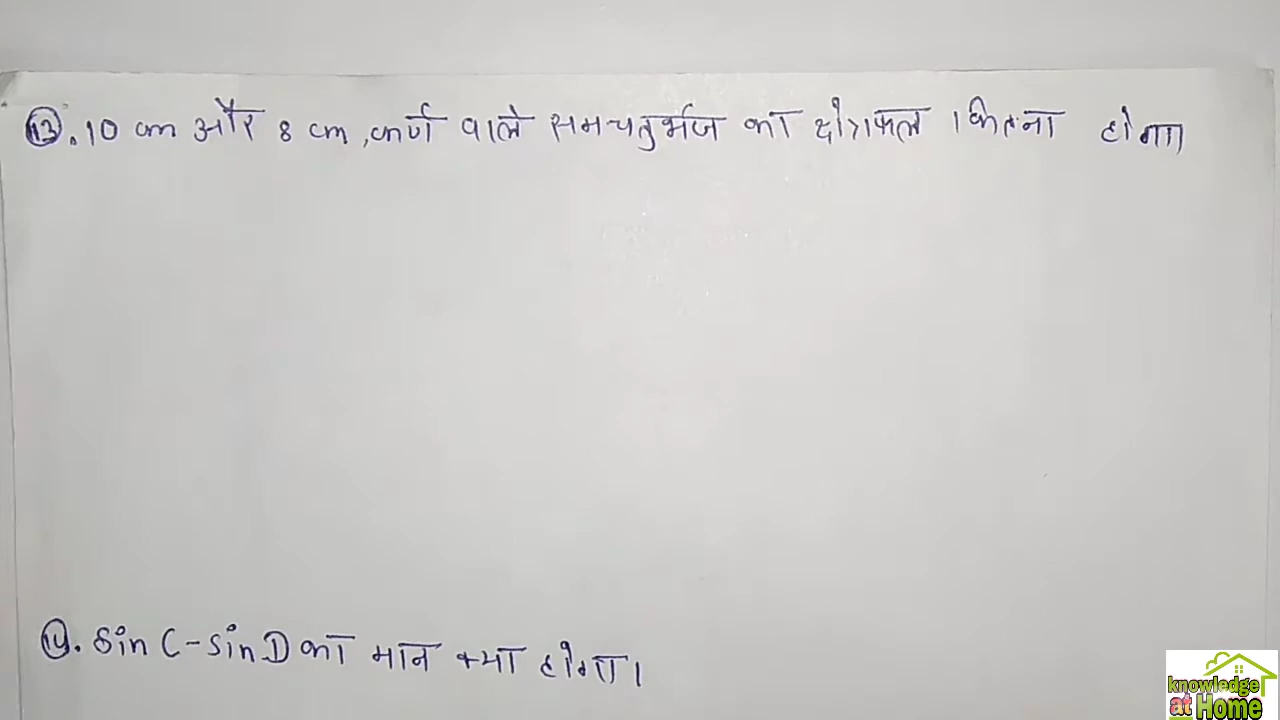 13. 10 cm और 8 cm, कर्ण वाले समचतुर्भज का क्षेत्रफल कितना होगा
14. Sin C - Sin D का मान क्या होगा।
knowledge
at Home